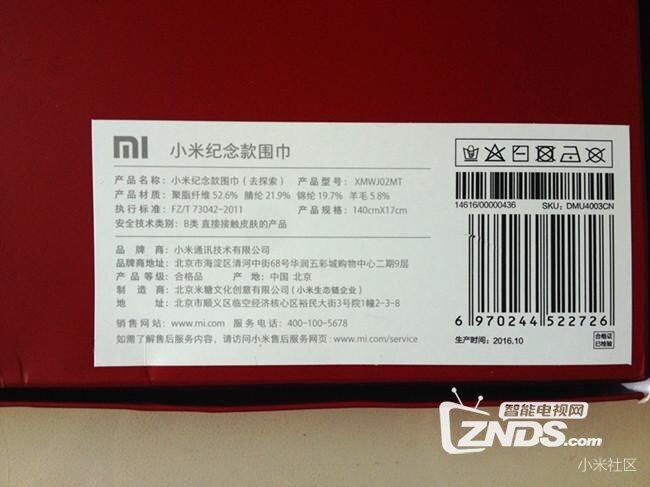 mi 小米纪念款围巾
产品名称：小米纪念款围巾（去探索） 产品型号：XMWJ02MT
产品材质：聚脂纤维 52.6% 腈纶 21.9% 锦纶 19.7% 羊毛 5.8%
执行标准：FZ/T 73042-2011 产品规格：140cmX17cm
安全技术类别：B类 直接接触皮肤的产品
品 牌 商：小米通讯技术有限公司
品牌商地址：北京市海淀区清河中街68号华润五彩城购物中心二期9层
产品等级：合格品 产 地：中国 北京
制 造 商：北京米糖文化创意有限公司（小米生态链企业）
地 址：北京市顺义区临空经济核心区裕民大街3号院1幢2-3-8
销售网站：www.mi.com 服务电话：400-100-5678
如需了解售后服务，请访问小米售后服务网页：www.mi.com/service
14616/00000436 SKU：DMU4003CN
6 970244 522726
生产时间：2016.10
合格证
已检验
智能电视网
ZNDS.com
小米社区